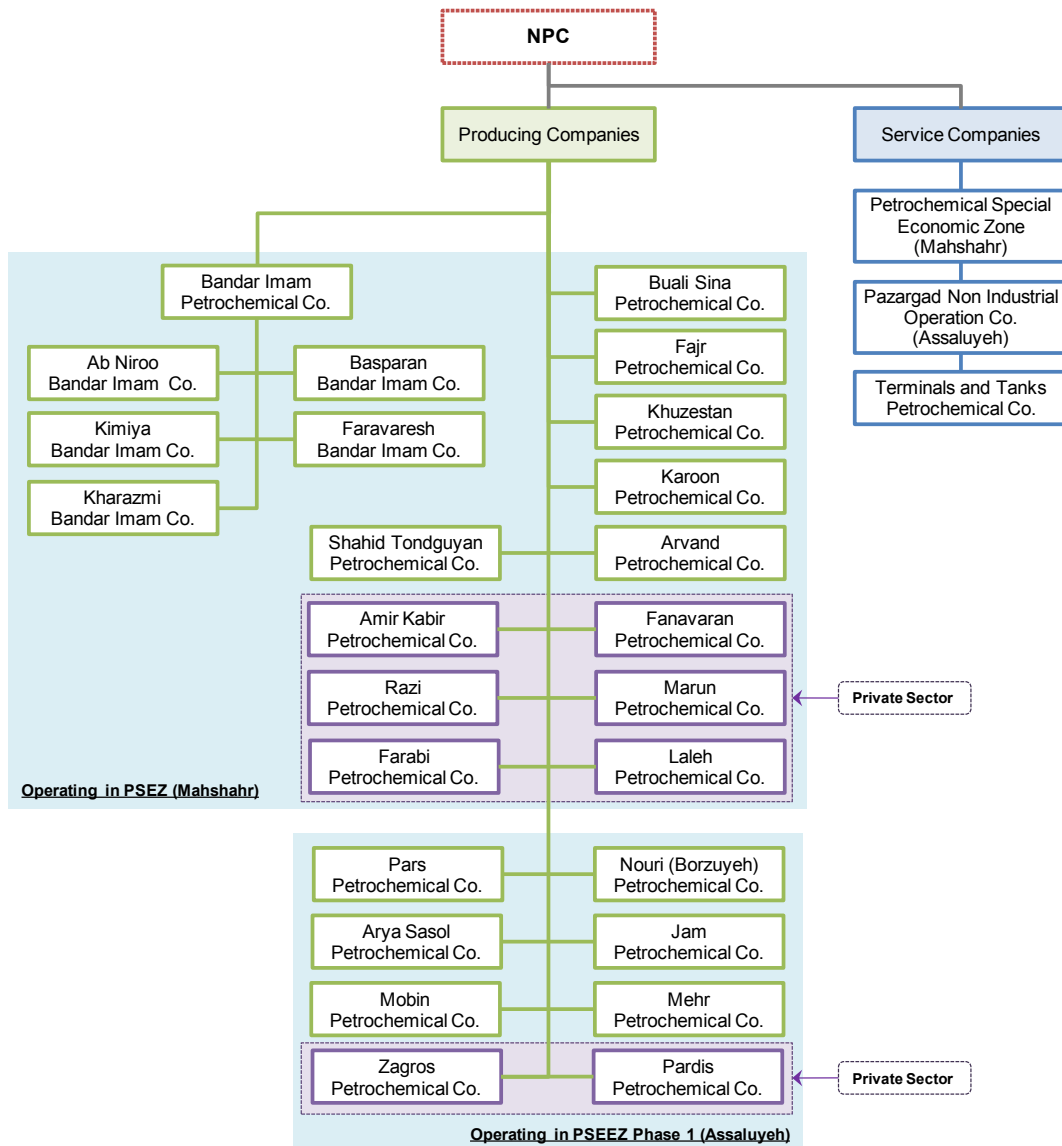 NPC
Producing Companies
Service Companies
Petrochemical Special
Economic Zone
(Mahshahr)
Pazargad Non Industrial
Operation Co.
(Assaluyeh)
Terminals and Tanks
Petrochemical Co.
Bandar Imam
Petrochemical Co.
Ab Niroo
Bandar Imam Co.
Basparan
Bandar Imam Co.
Kimiya
Bandar Imam Co.
Faravaresh
Bandar Imam Co.
Kharazmi
Bandar Imam Co.
Buali Sina
Petrochemical Co.
Fajr
Petrochemical Co.
Khuzestan
Petrochemical Co.
Karoon
Petrochemical Co.
Shahid Tondguyan
Petrochemical Co.
Arvand
Petrochemical Co.
Amir Kabir
Petrochemical Co.
Fanavaran
Petrochemical Co.
Razi
Petrochemical Co.
Marun
Petrochemical Co.
Private Sector
Farabi
Petrochemical Co.
Laleh
Petrochemical Co.
Operating in PSEZ (Mahshahr)
Pars
Petrochemical Co.
Nouri (Borzuyeh)
Petrochemical Co.
Arya Sasol
Petrochemical Co.
Jam
Petrochemical Co.
Mobin
Petrochemical Co.
Mehr
Petrochemical Co.
Zagros
Petrochemical Co.
Pardis
Petrochemical Co.
Private Sector
Operating in PSEEZ Phase 1 (Assaluyeh)